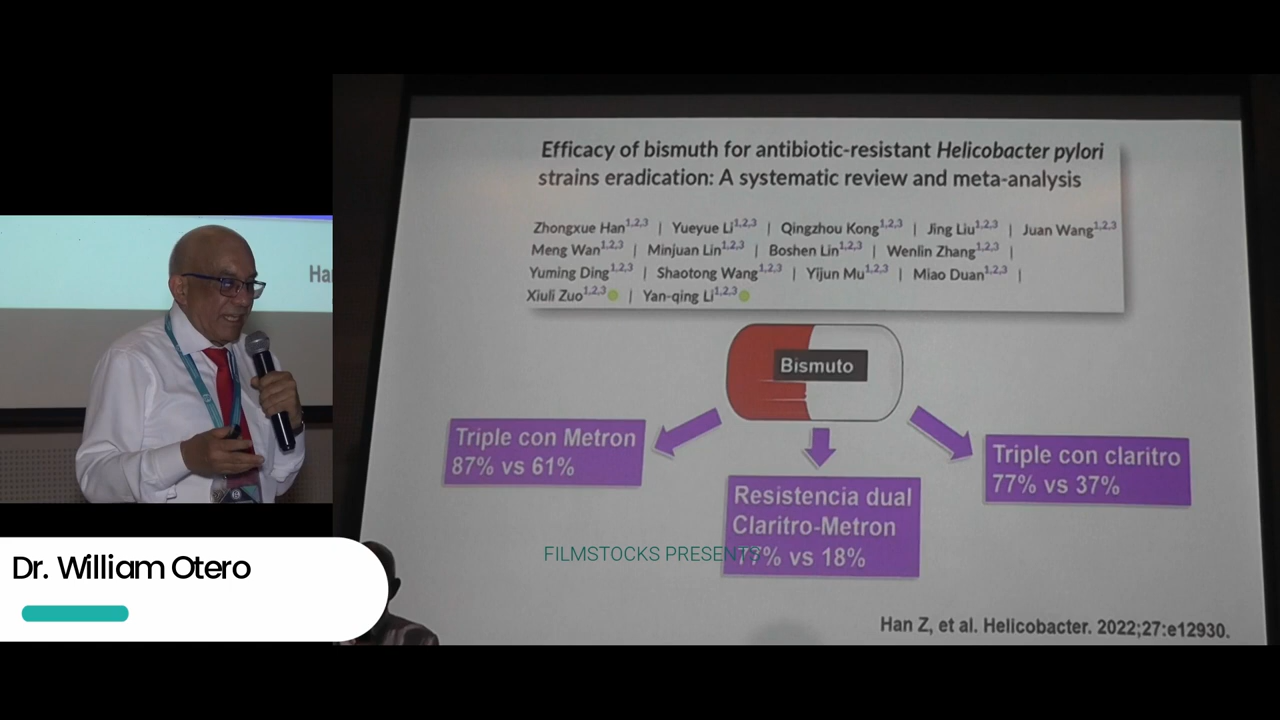 Efficacy of bismuth for antibiotic-resistant Helicobacter pylori
strains eradication: A systematic review and meta-analysis
Zhongxue Han1,2,3 | Yueyue Li1,2,3 | Qingzhou Kong1,2,3 | Jing Liu1,2,3 | Juan Wang1,2,3
Meng Wan1,2,3 | Minjuan Lin1,2,3 | Boshen Lin1,2,3 | Wenlin Zhang1,2,3 |
Yuming Ding1,2,3 | Shaotong Wang1,2,3 | Yijun Mu1,2,3 | Miao Duan1,2,3 |
Xiuli Zuo1,2,3 | Yan-qing Li1,2,3
Ha
Bismuto
Triple con Metron
87% vs 61%
Resistencia dual
Claritro-Metron
77% vs 18%
Triple con claritro
77% vs 37%
FILMSTOCKS PRESENTS
Dr. William Otero
Han Z, et al. Helicobacter. 2022;27:e12930.